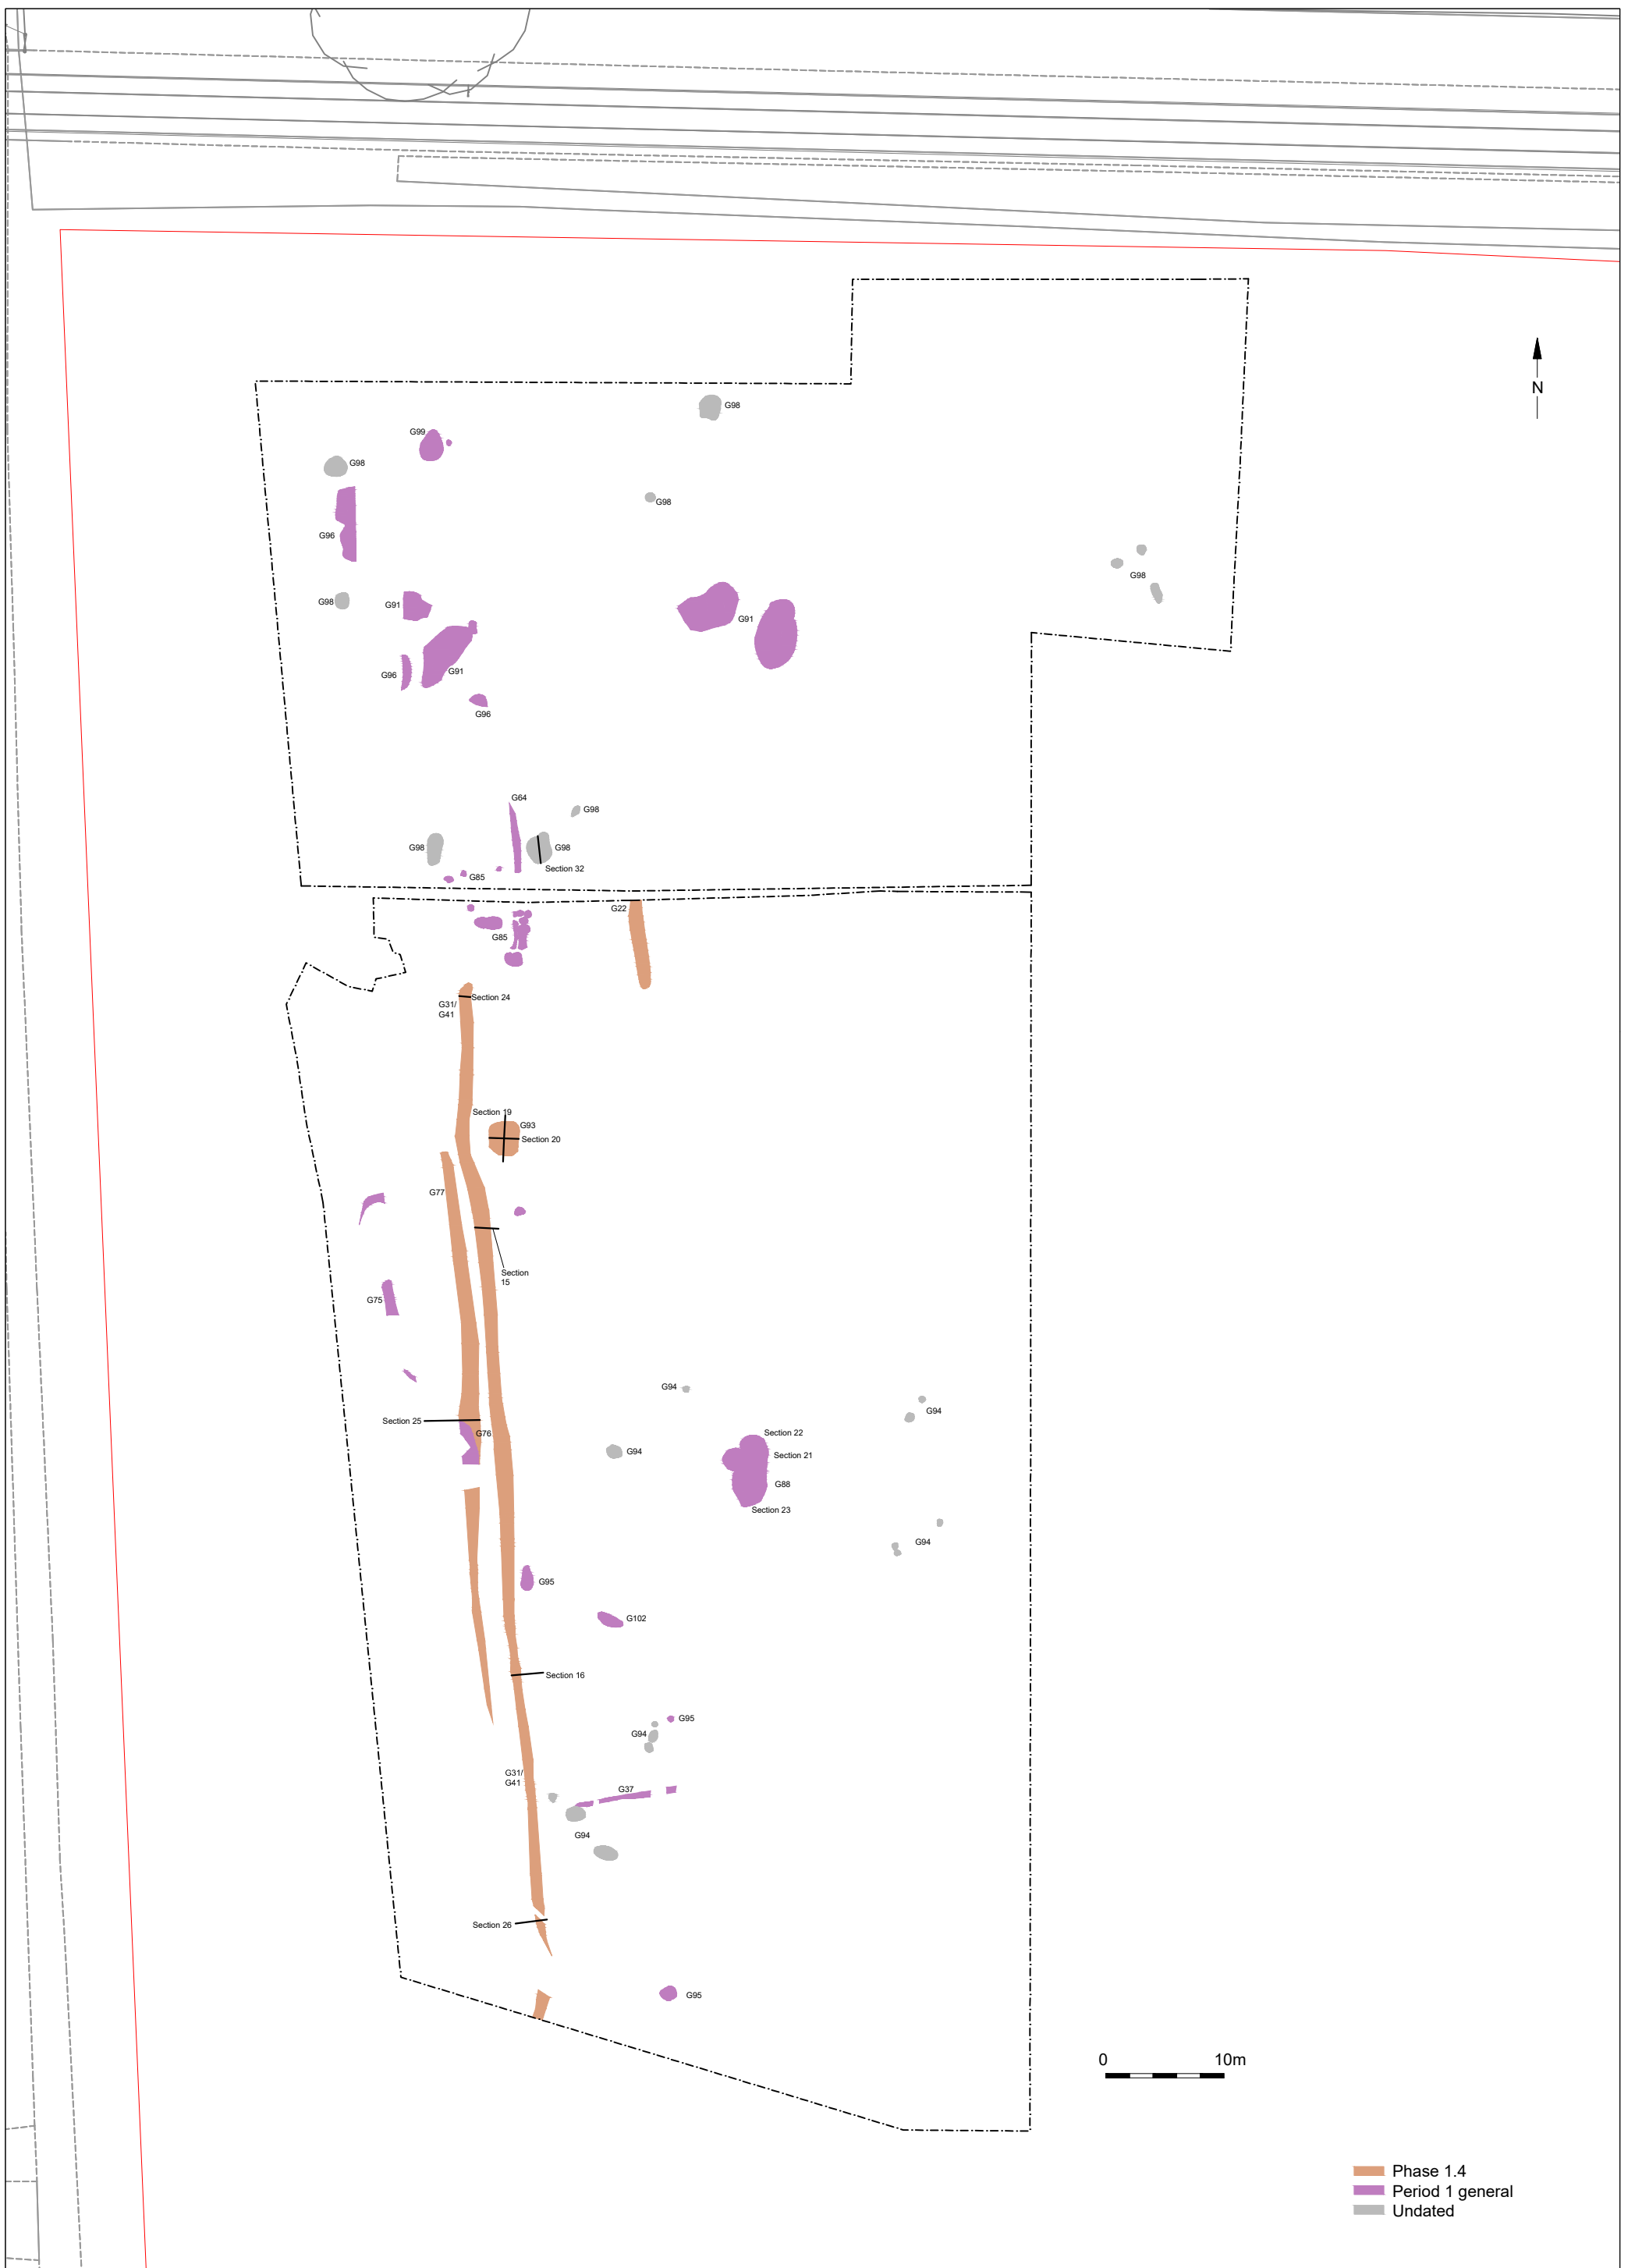 G98
G99
G98
G98
N
G96
G98
G98
G91
G91
G96
G91
G96
G64
G98
G98
G98
Section 32
G85
G22
G85
Section 24
G31/
G41
Section 19
G93
Section 20
G77
Section
15
G75
G94
G94
Section 25
G76
Section 22
G94
Section 21
G88
Section 23
G94
G95
G102
Section 16
G95
G94
G31/
G41
G37
G94
Section 26
G95
0 10m
Phase 1.4
Period 1 general
Undated